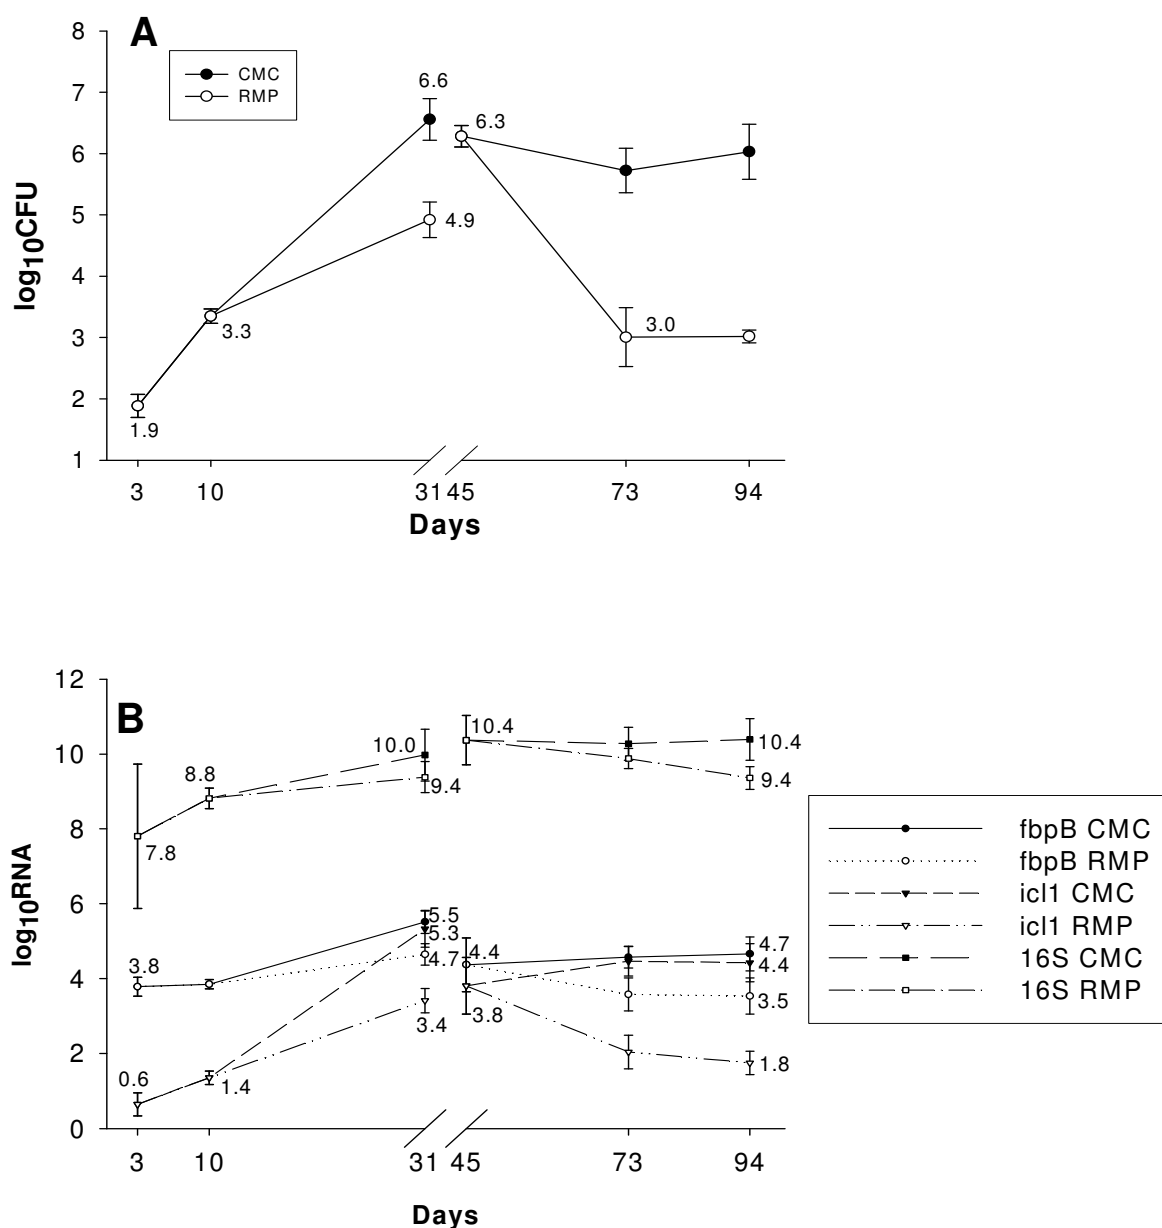 A
CMC
RMP
8
7
6
5
4
3
2
1
log10CFU
6.6
6.3
4.9
3.3
3.0
1.9
3 10 31 45 73 94
Days
B
12
10
8
6
4
2
0
log10RNA
10.4
10.0
10.4
8.8
9.4
9.4
7.8
5.5
5.3
4.7
4.4
4.7
4.4
3.8
3.8
3.5
3.4
1.8
0.6
1.4
3 10 31 45 73 94
Days
fbpB CMC
fbpB RMP
icl1 CMC
icl1 RMP
16S CMC
16S RMP